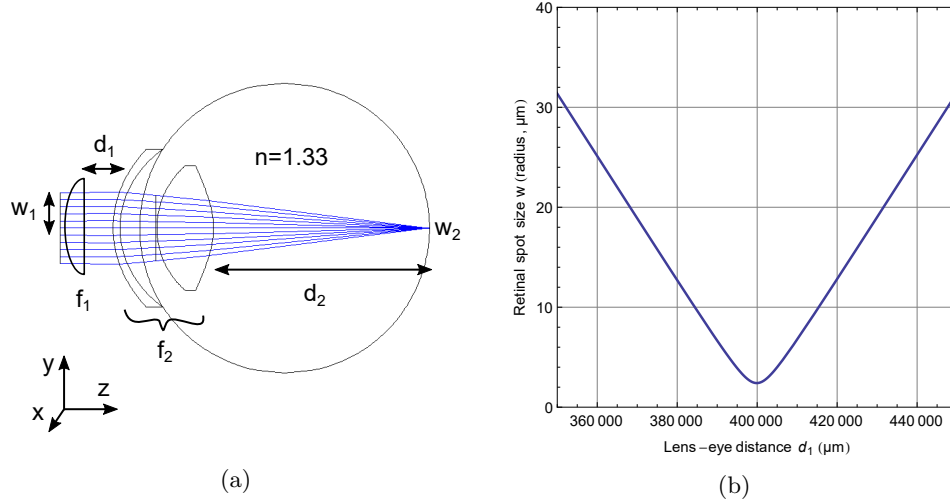 d1
n=1.33
w1
w2
f1
d2
f2
y
x
z
(a)
40
30
20
10
0
360 000 380 000 400 000 420 000 440 000
Retinal spot size w (radius, μm)
Lens–eye distance d1 (μm)
(b)